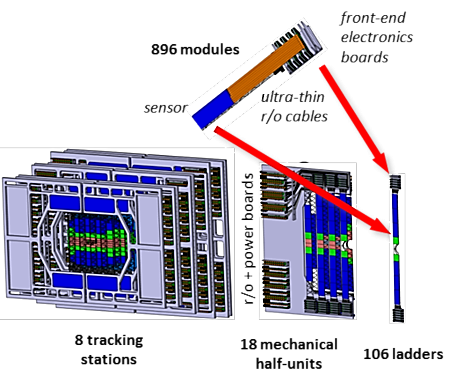 896 modules
front-end
electronics
boards
sensor
ultra-thin
r/o cables
r/o + power boards
8 tracking
stations
18 mechanical
half-units
106 ladders